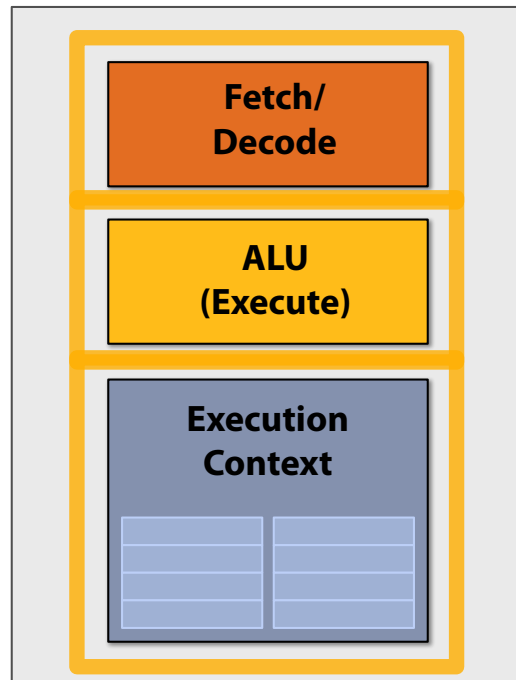 Fetch/
Decode
ALU
(Execute)
Execution
Context